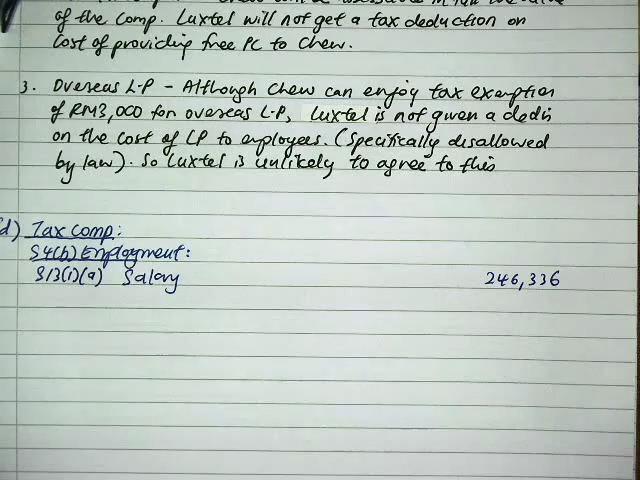 of the comp. Luxtel will not get a tax deduction on
cost of providing free PC to Chew.
3. Overseas L.P - Although Chew can enjoy tax exemption
of RM3,000 for overseas L.P, Luxtel is not given a dedn
on the cost of LP to employees. (Specifically disallowed
by law). So Luxtel is unlikely to agree to this
d) Tax comp:
S4(b) Employment:
S13(1)(a) Salary 246,336